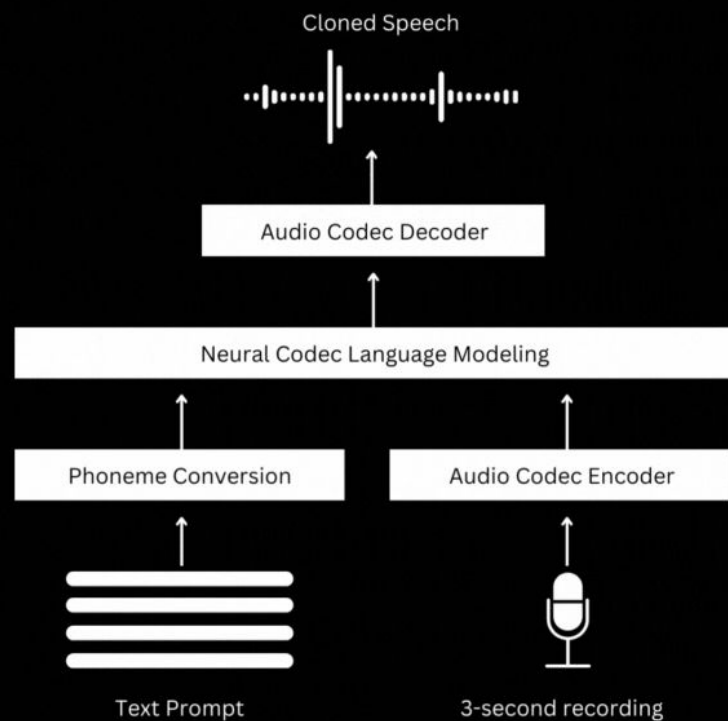 Cloned Speech
Audio Codec Decoder
Neural Codec Language Modeling
Phoneme Conversion
Audio Codec Encoder
Text Prompt
3-second recording